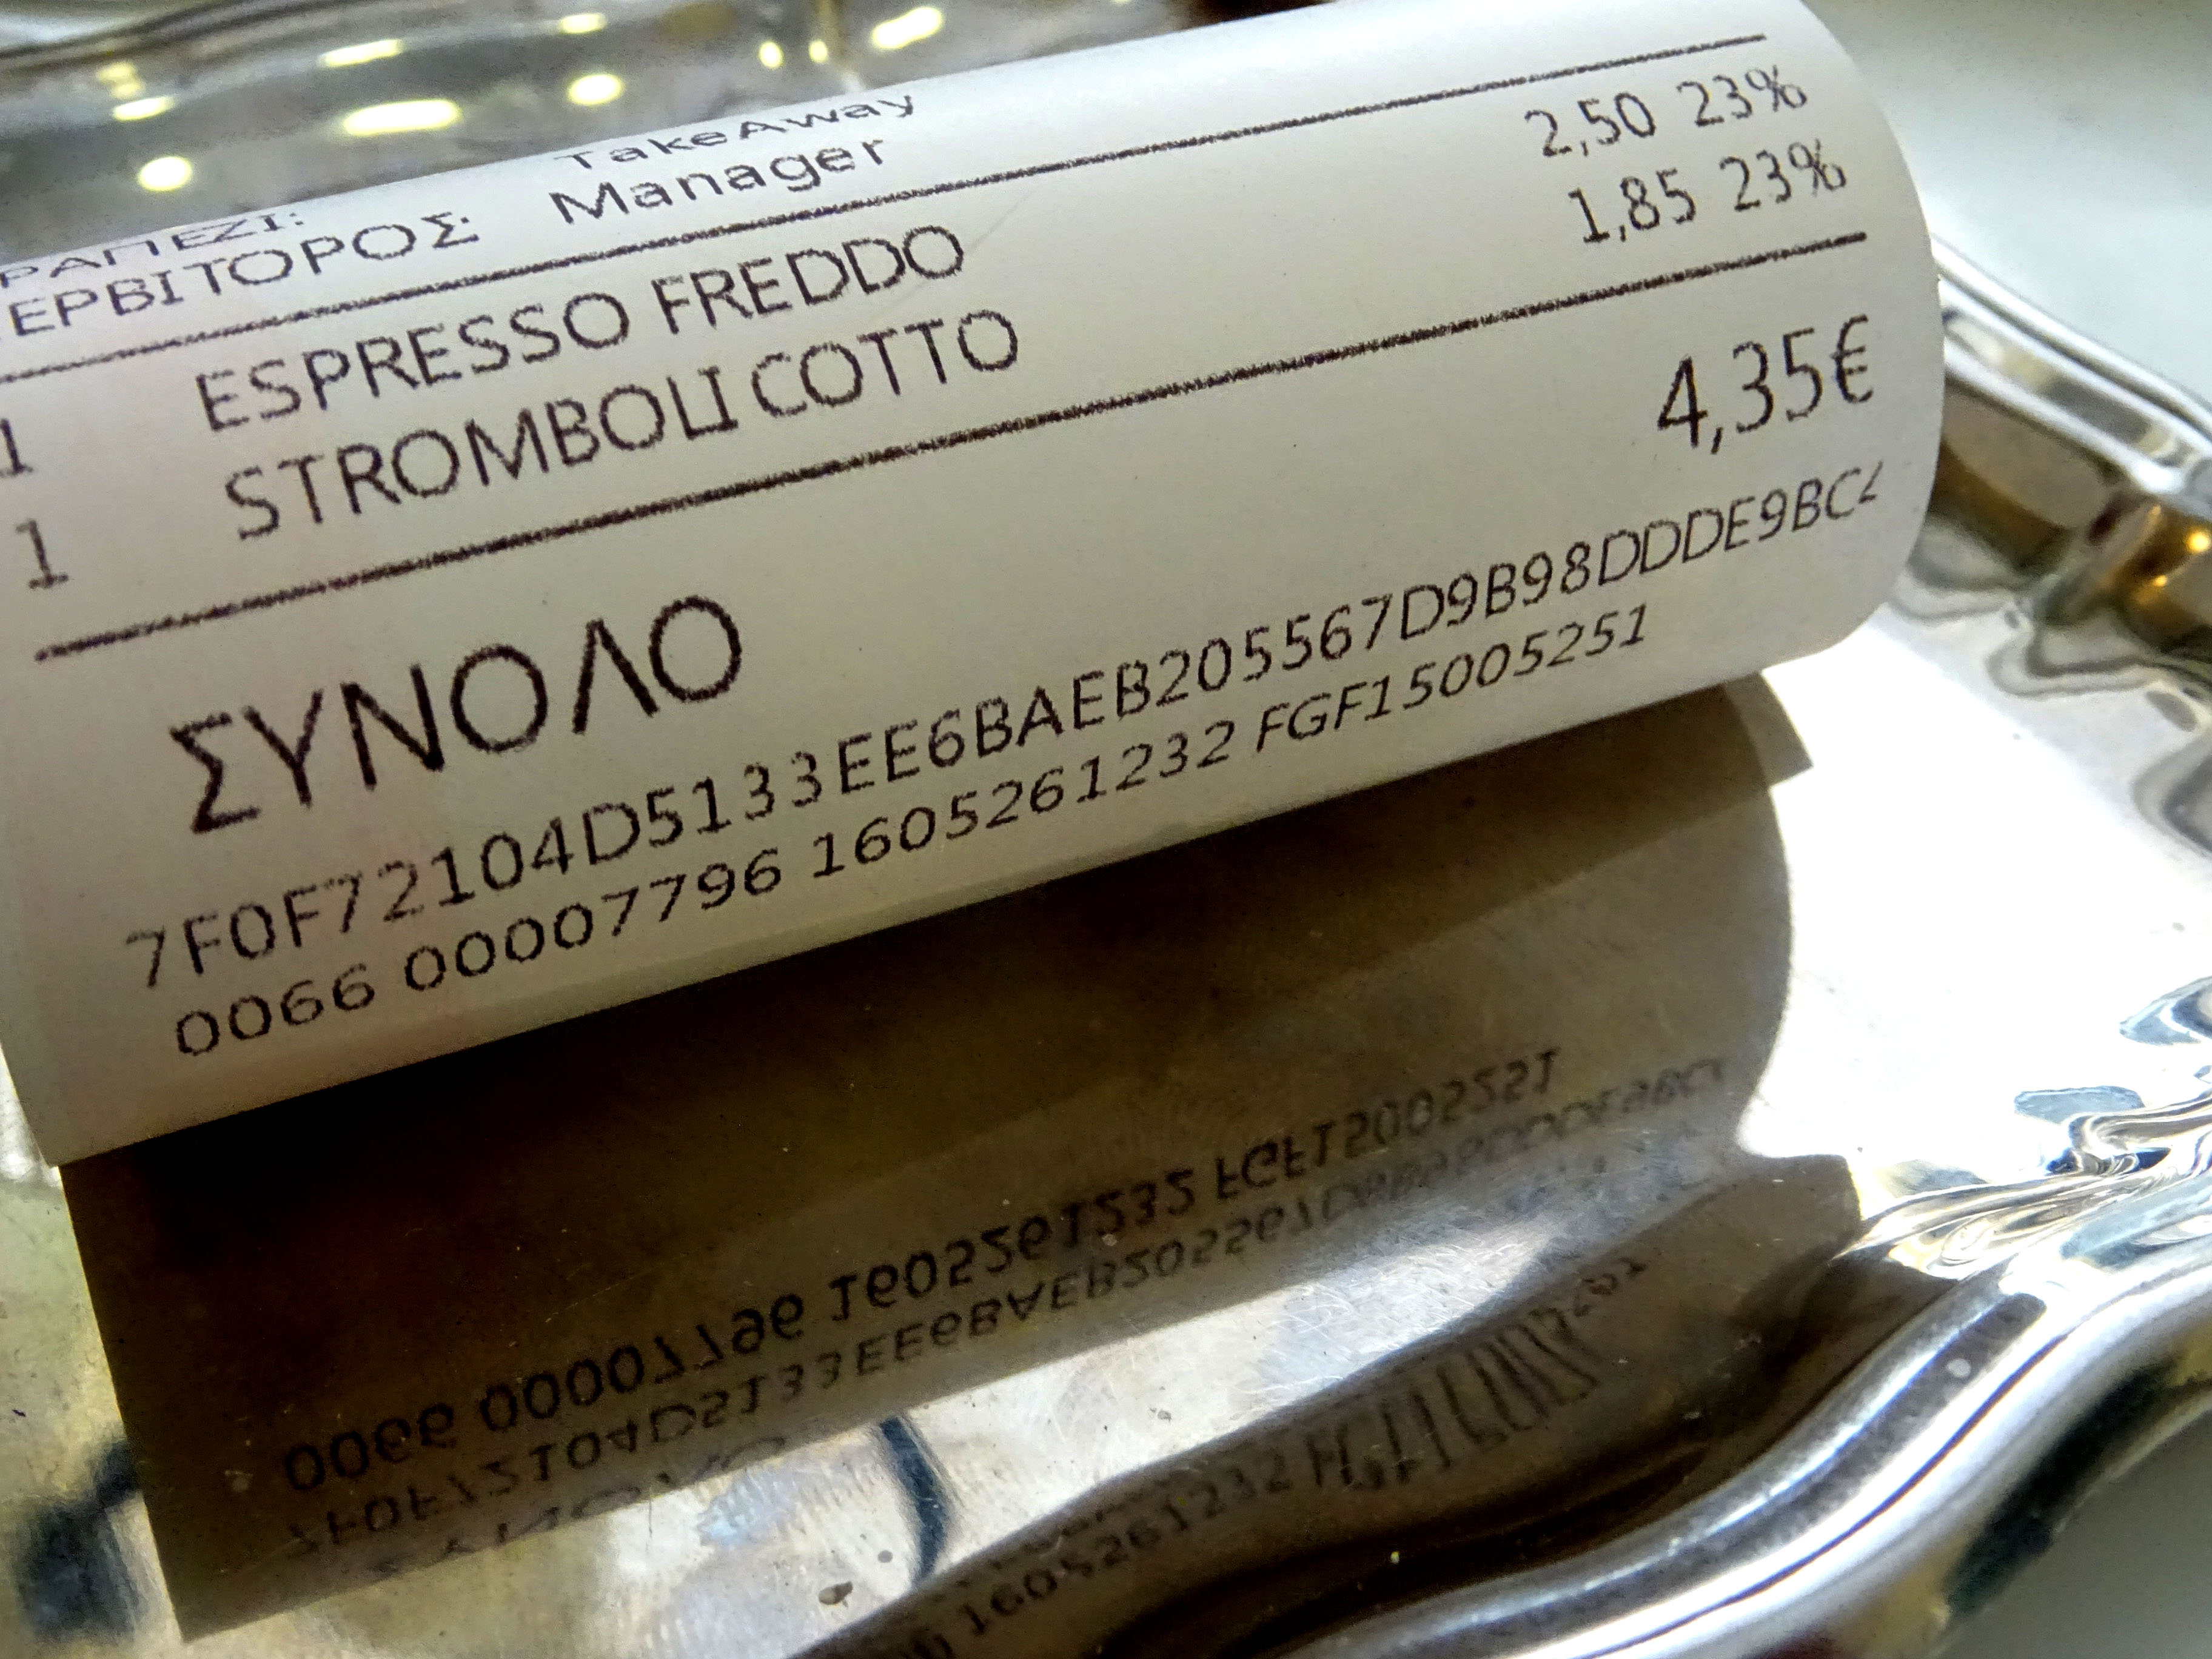 TakeAway
Manager
1 ESPRESSO FREDDO 2,50 23%
1 STROMBOLI COTTO 1,85 23%
ΣΥΝΟΛΟ 4,35€
7F0F72104D5133EE6BAEB205567D9B98DDDE9BC
0066 00007796 1605261232 FGF15005251